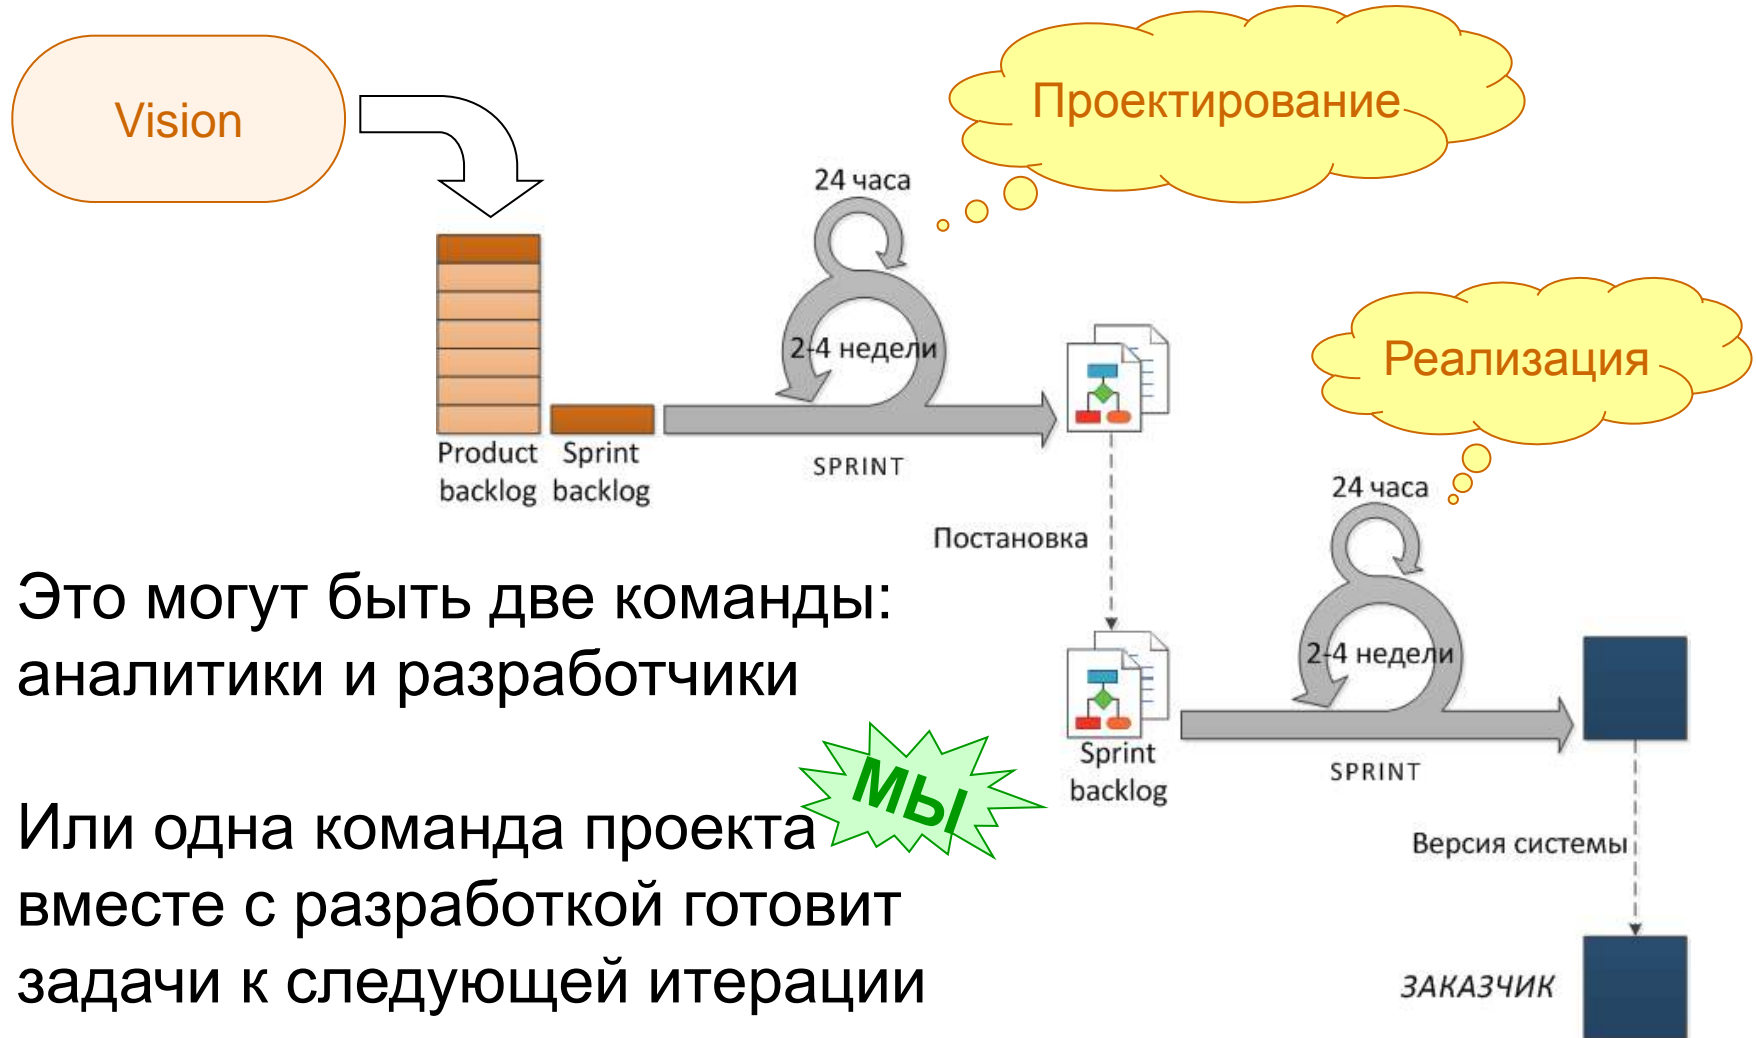 Vision
Проектирование
24 часа
2-4 недели
Product
backlog
Sprint
backlog
SPRINT
Реализация
Постановка
24 часа
2-4 недели
Sprint
backlog
SPRINT
Версия системы
ЗАКАЗЧИК
Это могут быть две команды:
аналитики и разработчики
МЫ
Или одна команда проекта
вместе с разработкой готовит
задачи к следующей итерации